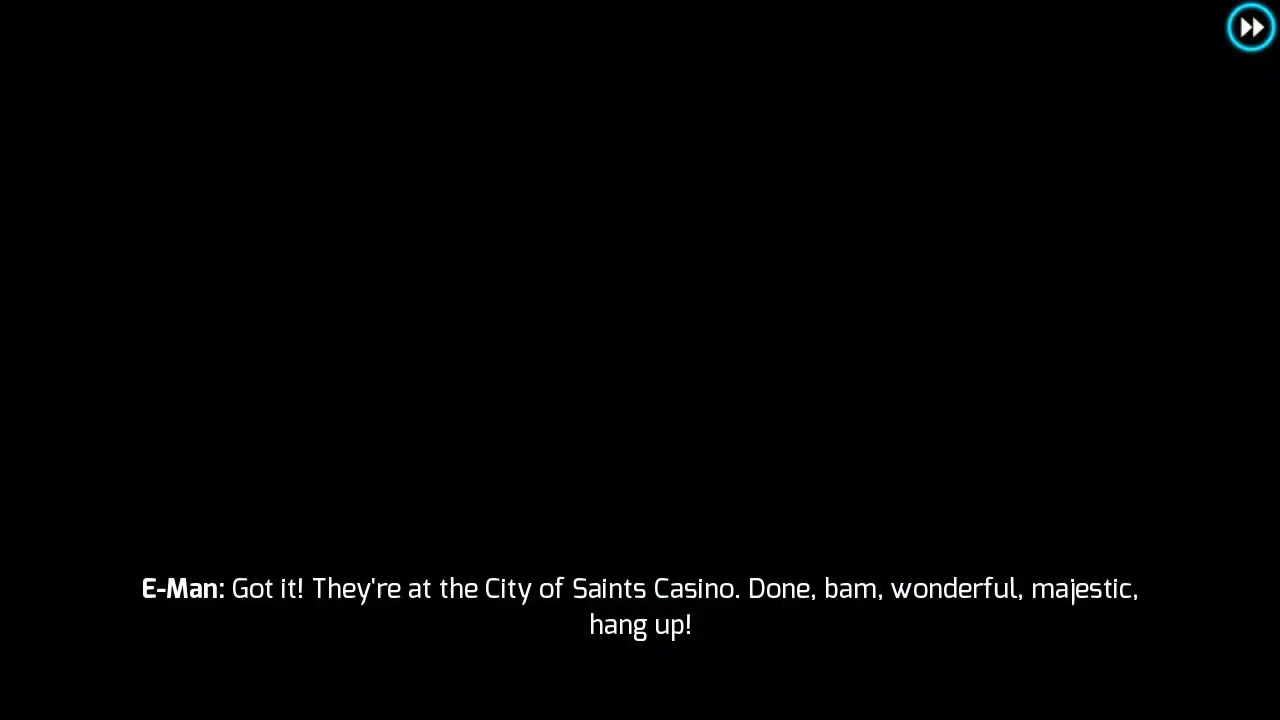 E-Man: Got it! They're at the City of Saints Casino. Done, bam, wonderful, majestic,
hang up!